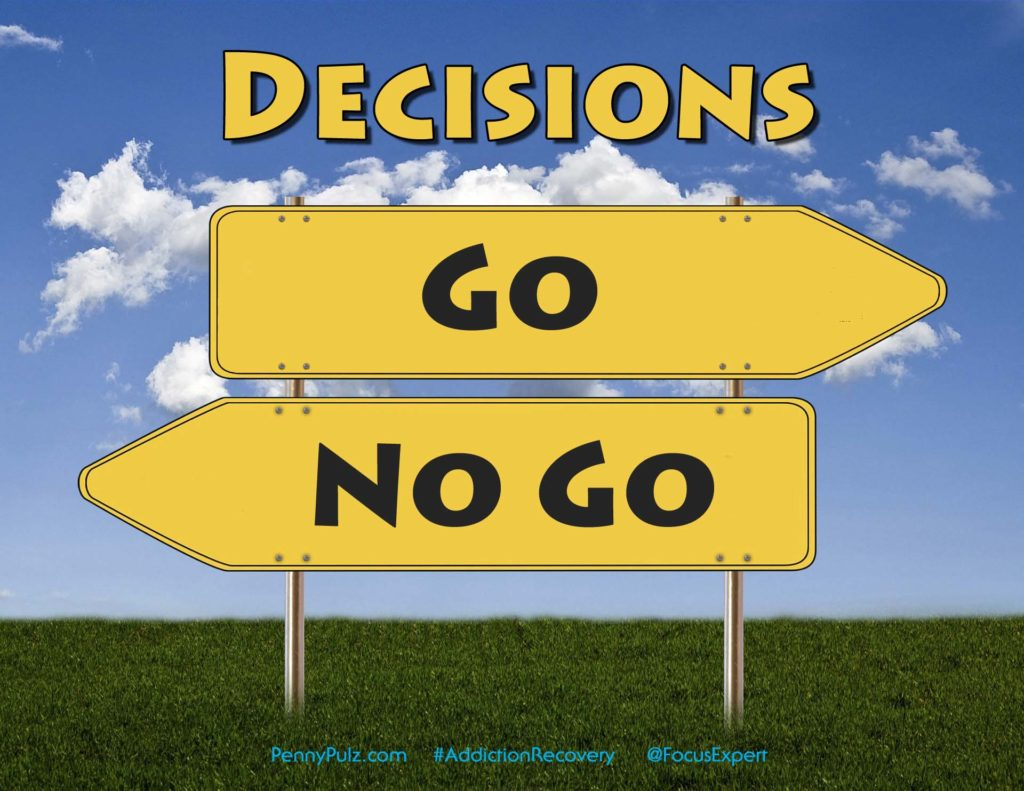 DECISIONS
GO
NO GO
PennyPulz.com #AddictionRecovery @FocusExpert